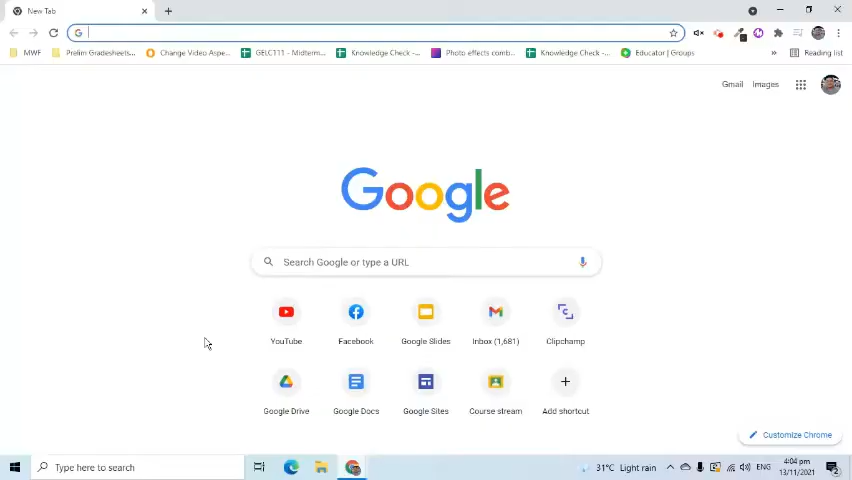 New Tab
MWF
Prelim Gradesheets...
Change Video Aspe...
GELC111 - Midterm...
Knowledge Check -...
Photo effects comb...
Knowledge Check -...
Educator | Groups
»
Reading list
Gmail
Images
Google
Search Google or type a URL
YouTube
Facebook
Google Slides
Inbox (1,681)
Clipchamp
Google Drive
Google Docs
Google Sites
Course stream
Add shortcut
Customize Chrome
Type here to search
31°C Light rain
ENG
4:04 pm
13/11/2021
2